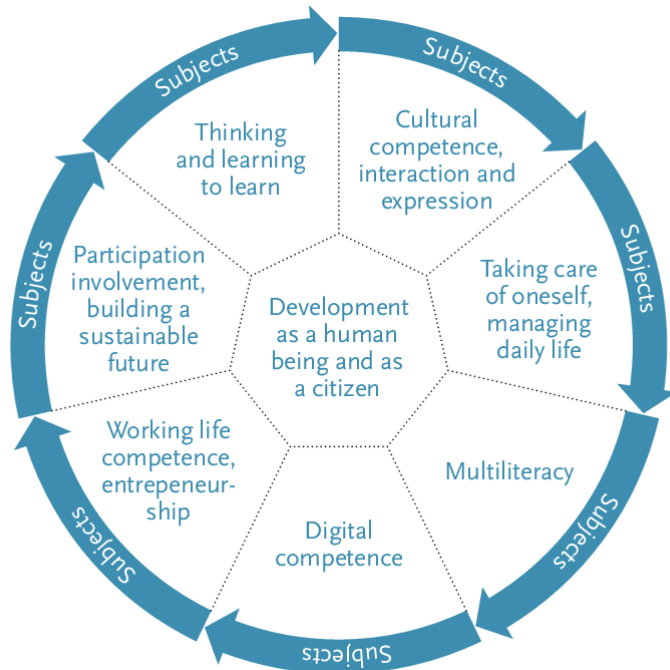 Subjects
Thinking
and learning
to learn
Subjects
Cultural
competence,
interaction and
expression
Subjects
Taking care
of oneself,
managing
daily life
Subjects
Multiliteracy
Subjects
Digital
competence
Subjects
Working life
competence,
entrepeneur-
ship
Subjects
Participation
involvement,
building a
sustainable
future
Development
as a human
being and as
a citizen